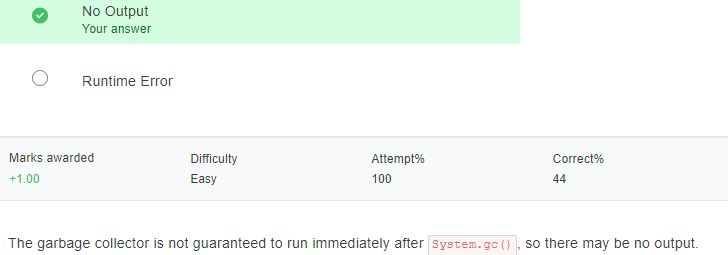 No Output
Your answer
Runtime Error
Marks awarded Difficulty Attempt% Correct%
+1.00 Easy 100 44
The garbage collector is not guaranteed to run immediately after System.gc(), so there may be no output.